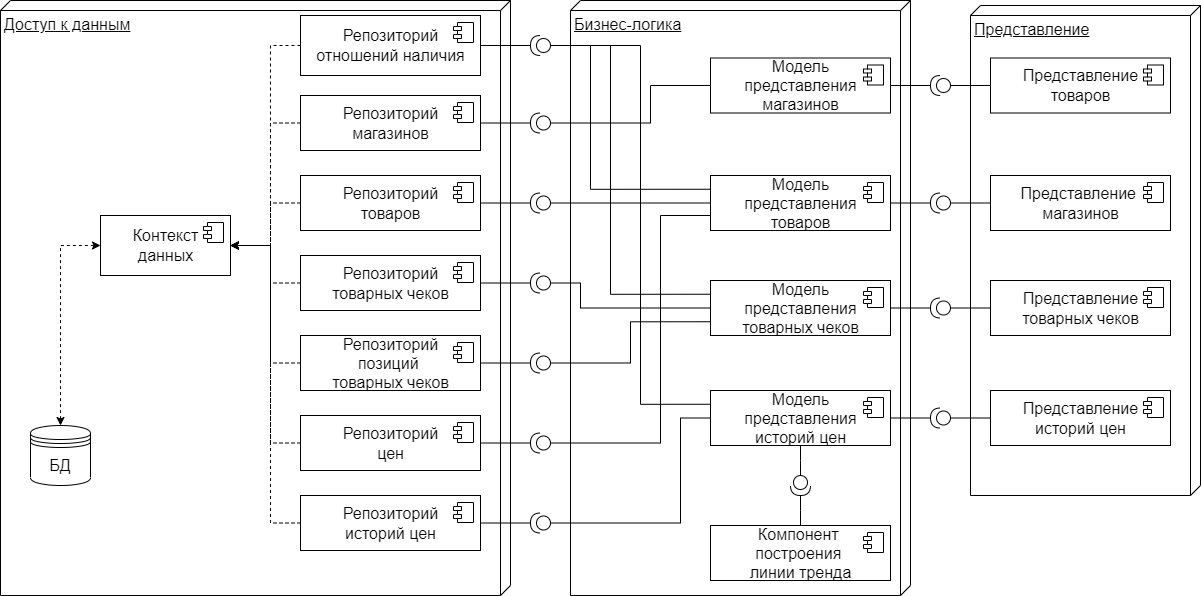 Доступ к данным
Репозиторий
отношений наличия
Репозиторий
магазинов
Репозиторий
товаров
Контекст
данных
Репозиторий
товарных чеков
Репозиторий
позиций
товарных чеков
Репозиторий
цен
Репозиторий
историй цен
БД
Бизнес-логика
Модель
представления
магазинов
Модель
представления
товаров
Модель
представления
товарных чеков
Модель
представления
историй цен
Компонент
построения
линии тренда
Представление
Представление
товаров
Представление
магазинов
Представление
товарных чеков
Представление
историй цен